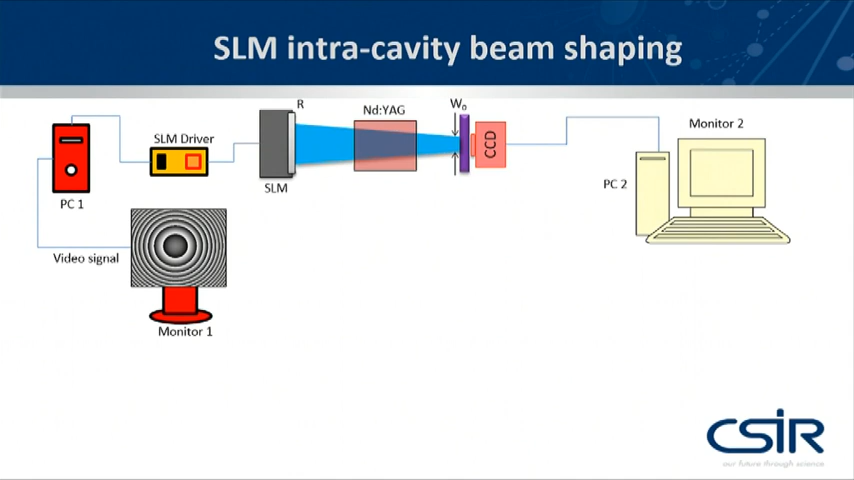 SLM intra-cavity beam shaping
R
Nd:YAG
W₀
Monitor 2
SLM Driver
CCD
SLM
PC 2
PC 1
Video signal
Monitor 1
CSIR
our future through science